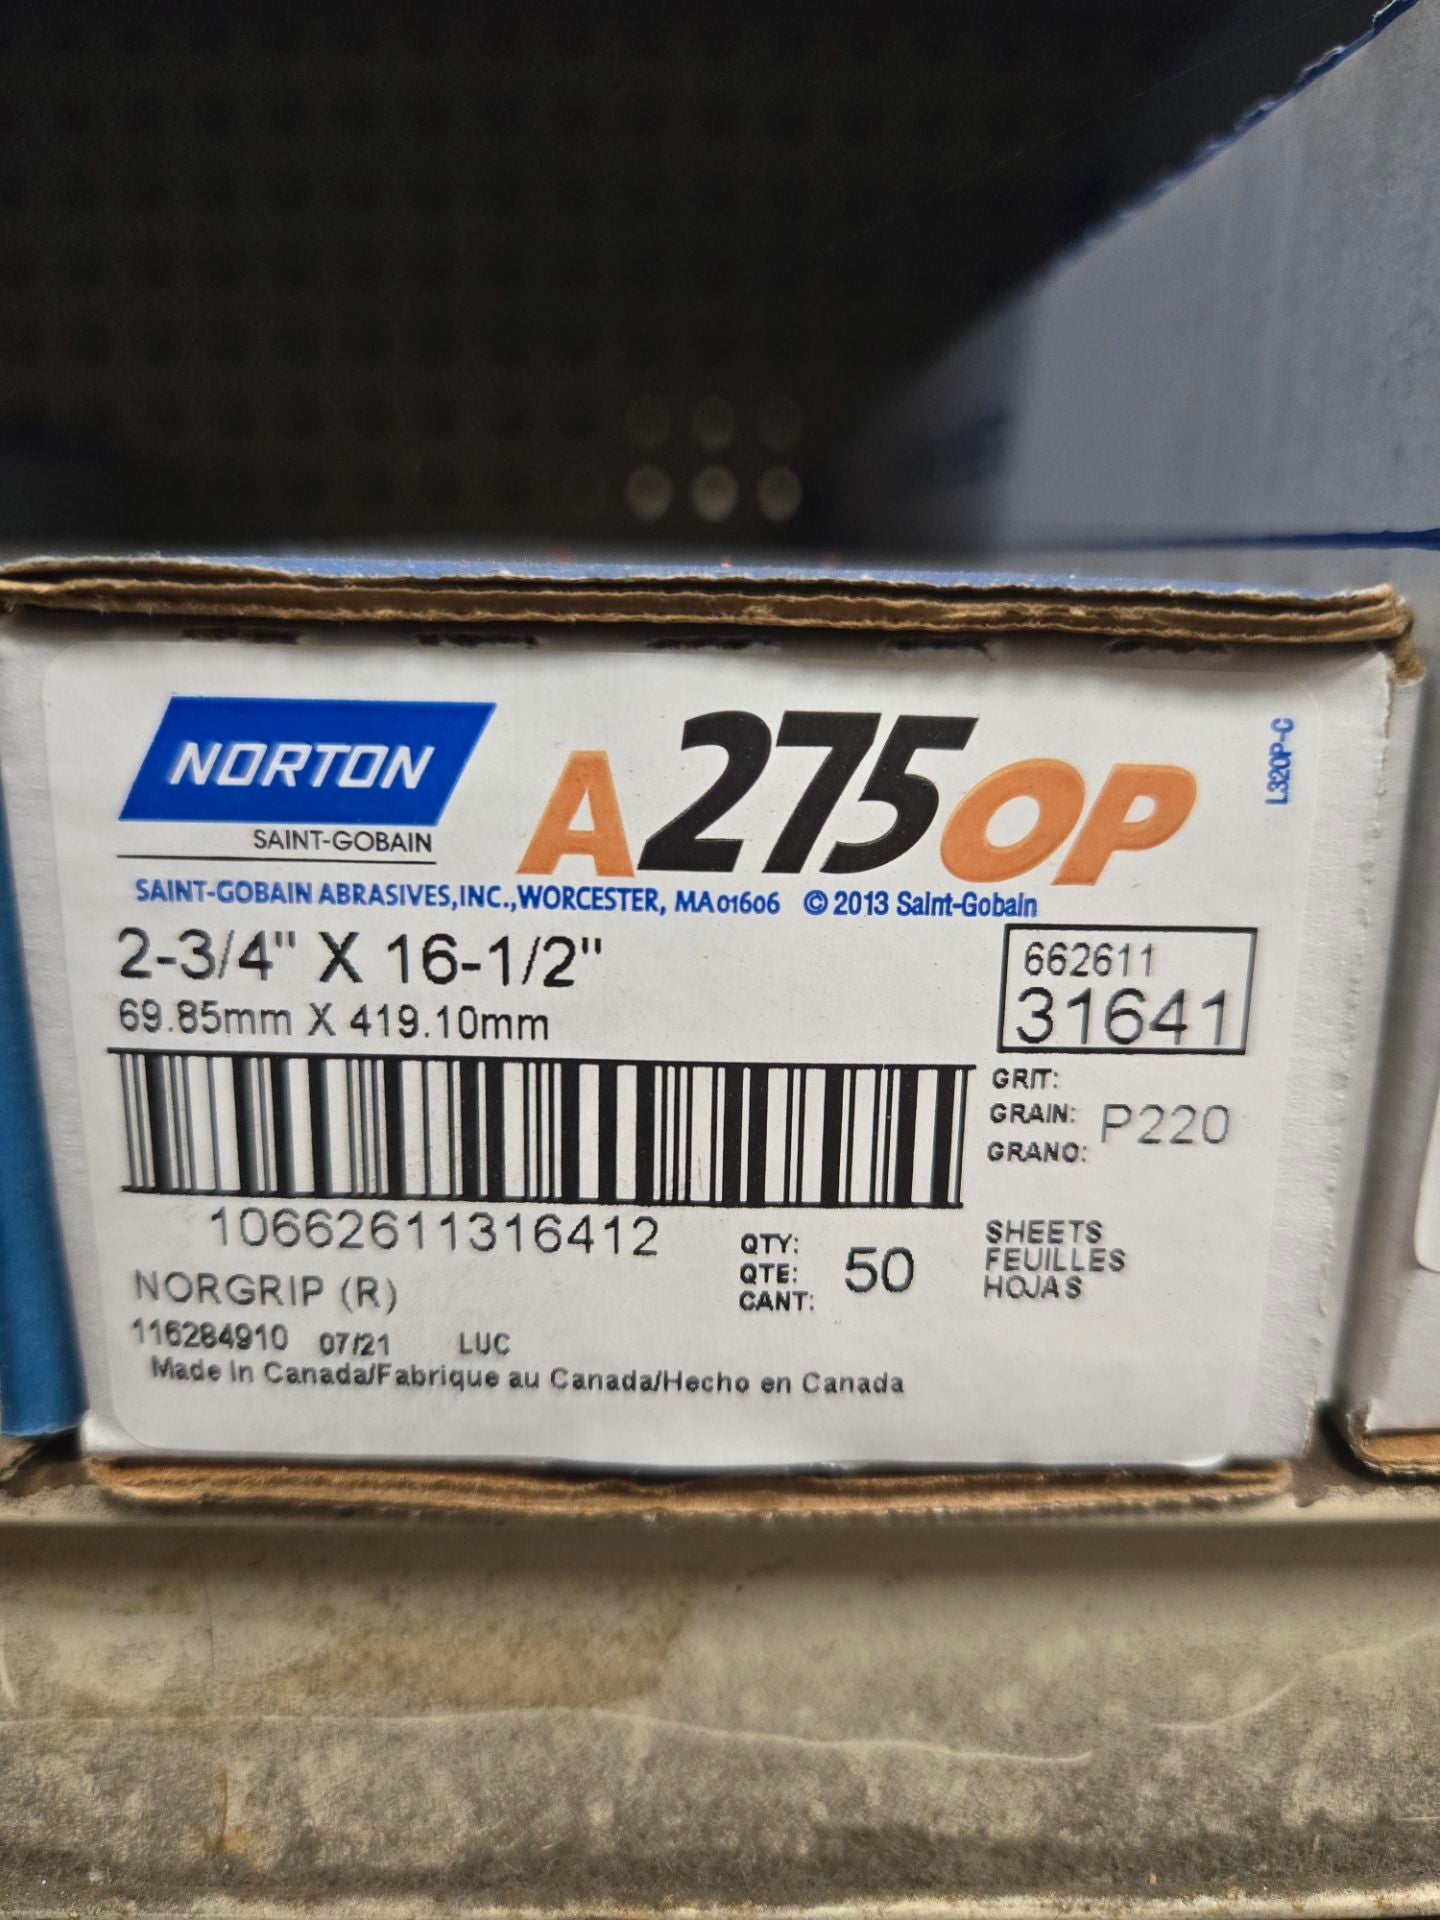 NORTON
SAINT-GOBAIN
A275OP
L320P-C
SAINT-GOBAIN ABRASIVES,INC.,WORCESTER, MA 01606 © 2013 Saint-Gobain
2-3/4" X 16-1/2"
69.85mm X 419.10mm
662611
31641
GRIT:
GRAIN: P220
GRANO:
10662611316412
QTY:
QTE: 50
CANT:
SHEETS
FEUILLES
HOJAS
NORGRIP (R)
116284910 07/21 LUC
Made in Canada/Fabrique au Canada/Hecho en Canada